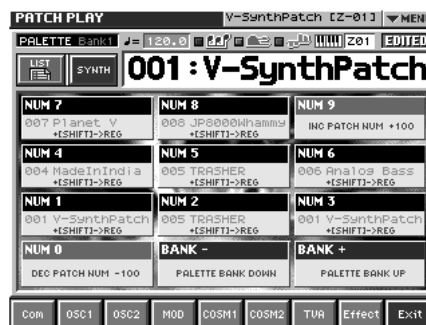 PATCH PLAY V-SynthPatch [Z-01] ▼MENU
PALETTE Bank1 ♩= 120.0 Z01 EDITED
LIST SYNTH 001:V-SynthPatch
NUM 7 NUM 8 NUM 9
007 Planet V 008 JP8000Whammy INC PATCH NUM +100
+[SHIFT]->REG +[SHIFT]->REG
NUM 4 NUM 5 NUM 6
004 MadeInIndia 005 TRASHER 006 Analog Bass
+[SHIFT]->REG +[SHIFT]->REG +[SHIFT]->REG
NUM 1 NUM 2 NUM 3
001 V-SynthPatch 005 TRASHER 001 V-SynthPatch
+[SHIFT]->REG +[SHIFT]->REG +[SHIFT]->REG
NUM 0 BANK - BANK +
DEC PATCH NUM -100 PALETTE BANK DOWN PALETTE BANK UP
Com OSC1 OSC2 MOD COSM1 COSM2 TVA Effect Exit